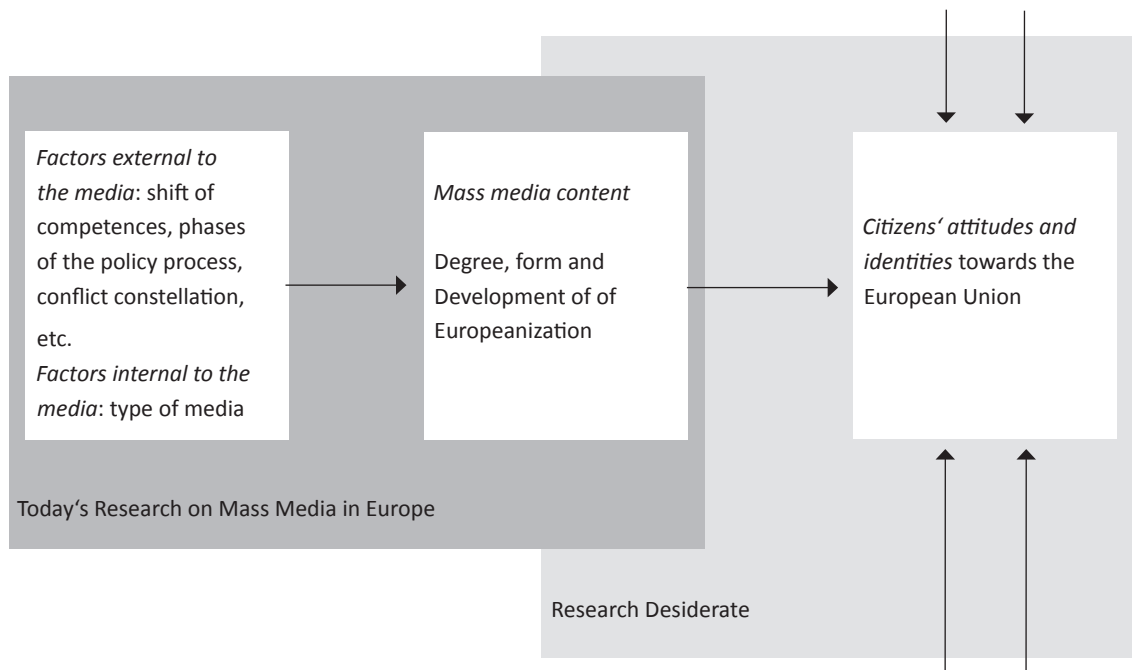 Factors external to
the media: shift of
competences, phases
of the policy process,
conflict constellation,
etc.
Factors internal to the
media: type of media
Mass media content
Degree, form and
Development of of
Europeanization
Citizens‘ attitudes and
identities towards the
European Union
Today‘s Research on Mass Media in Europe
Research Desiderate